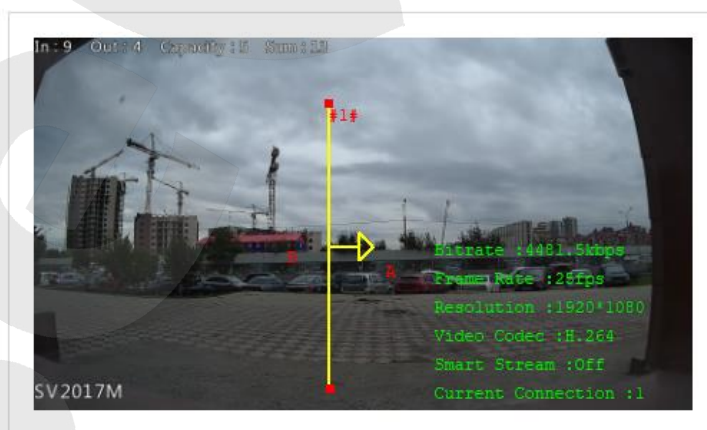 In:9 Out:4 Capacity:5 Sum:13
#1#
B
A
Bitrate :4481.5kbps
Frame Rate :25fps
Resolution :1920*1080
Video Codec :H.264
Smart Stream :Off
Current Connection :1
SV2017M